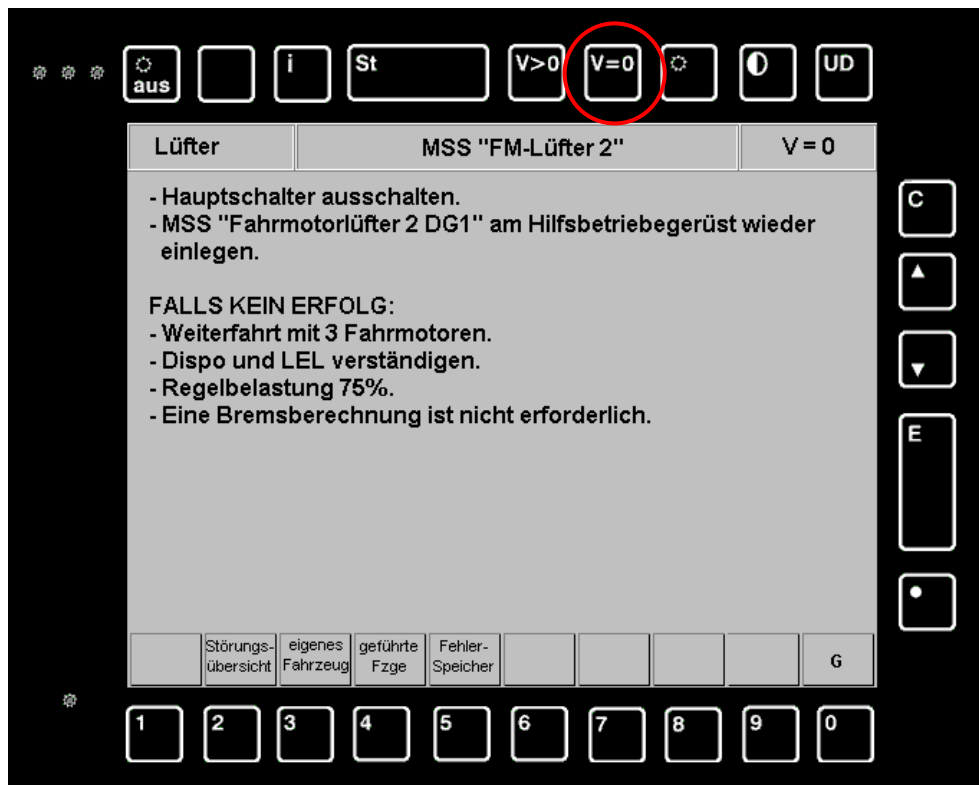 aus
i
St
V>0
V=0
UD
Lüfter
MSS "FM-Lüfter 2"
V = 0
- Hauptschalter ausschalten.
- MSS "Fahrmotorlüfter 2 DG1" am Hilfsbetriebegerüst wieder
einlegen.
FALLS KEIN ERFOLG:
- Weiterfahrt mit 3 Fahrmotoren.
- Dispo und LEL verständigen.
- Regelbelastung 75%.
- Eine Bremsberechnung ist nicht erforderlich.
C
E
Störungs-
übersicht
eigenes
Fahrzeug
geführte
Fzge
Fehler-
Speicher
G
1
2
3
4
5
6
7
8
9
0